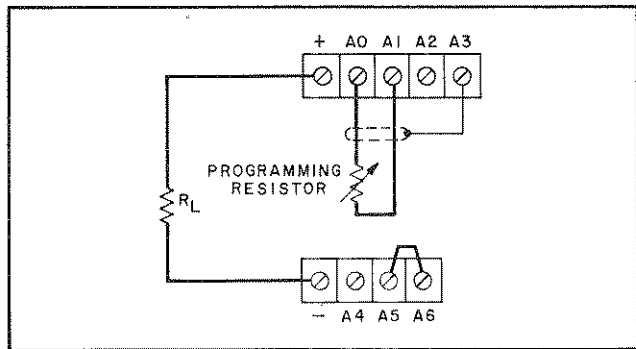 + A0 A1 A2 A3
PROGRAMMING
RESISTOR
RL
- A4 A5 A6